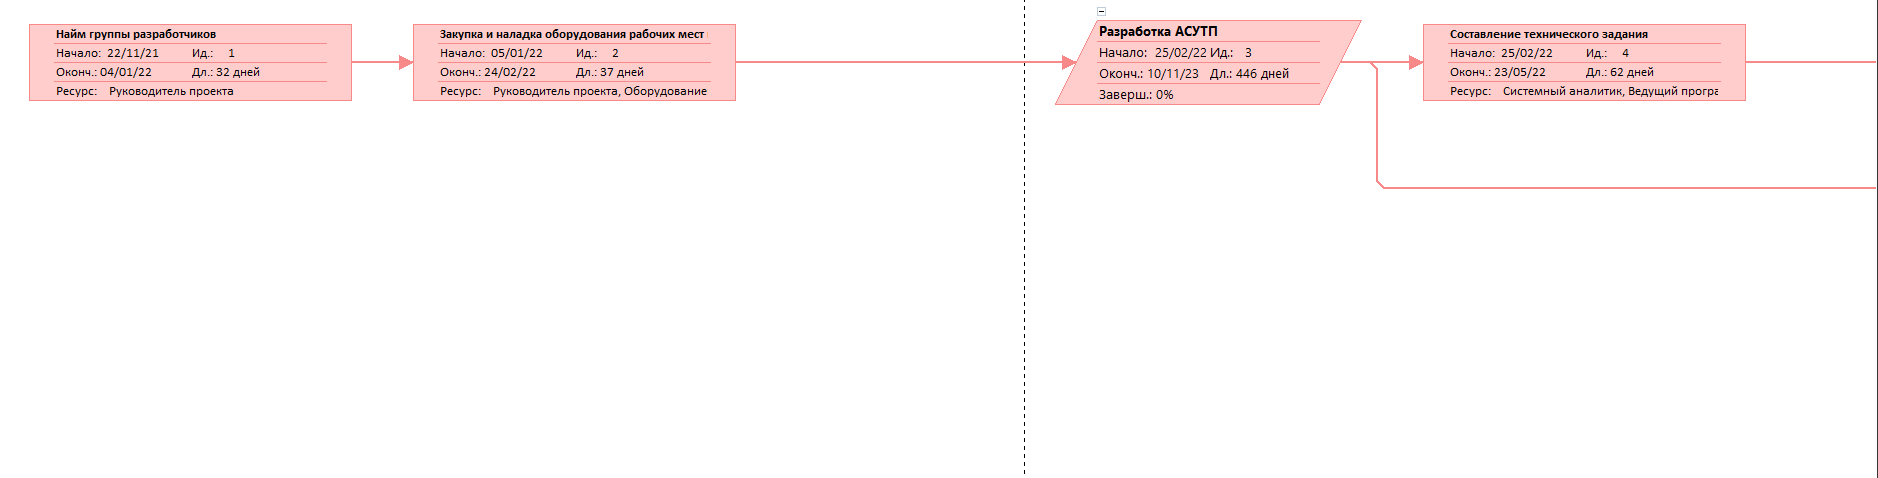 Найм группы разработчиков
Начало: 22/11/21 Ид.: 1
Оконч.: 04/01/22 Дл.: 32 дней
Ресурс: Руководитель проекта
Закупка и наладка оборудования рабочих мест
Начало: 05/01/22 Ид.: 2
Оконч.: 24/02/22 Дл.: 37 дней
Ресурс: Руководитель проекта, Оборудование
Разработка АСУТП
Начало: 25/02/22 Ид.: 3
Оконч.: 10/11/23 Дл.: 446 дней
Заверш.: 0%
Составление технического задания
Начало: 25/02/22 Ид.: 4
Оконч.: 23/05/22 Дл.: 62 дней
Ресурс: Системный аналитик, Ведущий програ